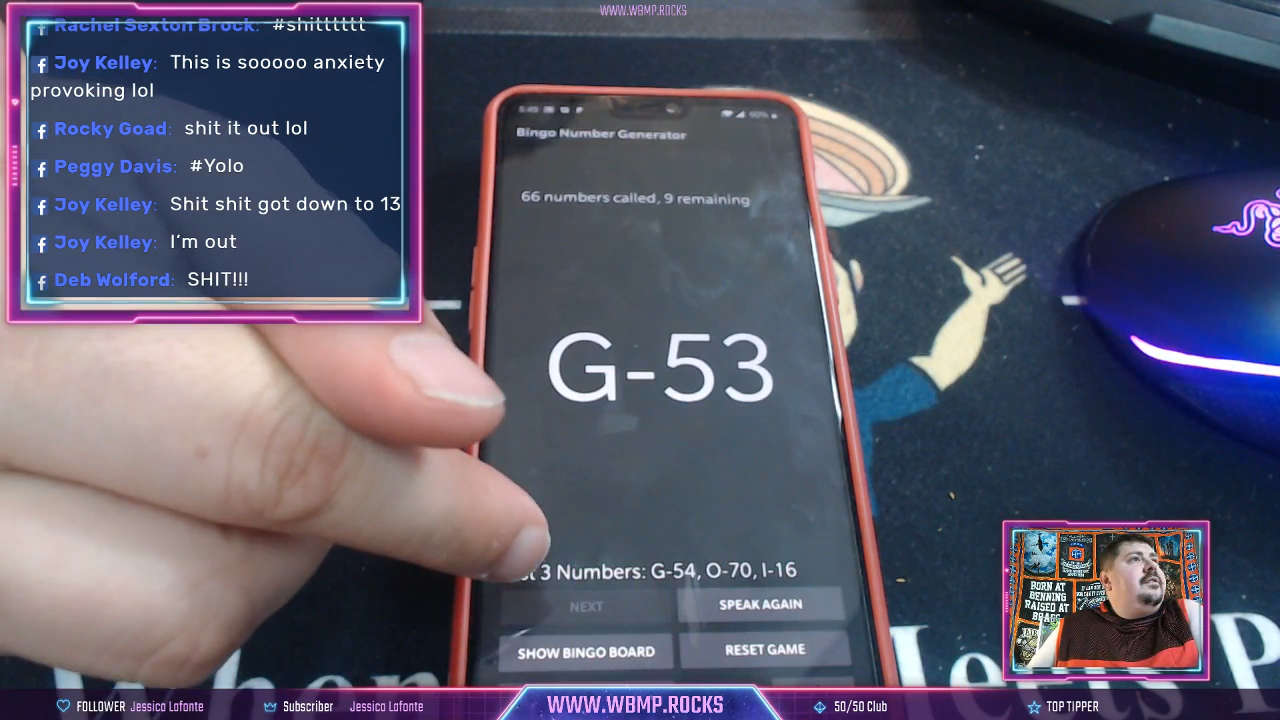 WWW.WBMP.ROCKS
Rachel Sexton Brock: #shitttttt
Joy Kelley: This is sooooo anxiety
provoking lol
Rocky Goad: shit it out lol
Peggy Davis: #Yolo
Joy Kelley: Shit shit got down to 13
Joy Kelley: I'm out
Deb Wolford: SHIT!!!
Bingo Number Generator
66 numbers called, 9 remaining
G-53
3 Numbers: G-54, O-70, I-16
NEXT
SPEAK AGAIN
SHOW BINGO BOARD
RESET GAME
BORN AT
BENNING
RAISED AT
BRAGG
FOLLOWER Jessica Lafonte
Subscriber Jessica Lafonte
WWW.WBMP.ROCKS
50/50 Club
TOP TIPPER